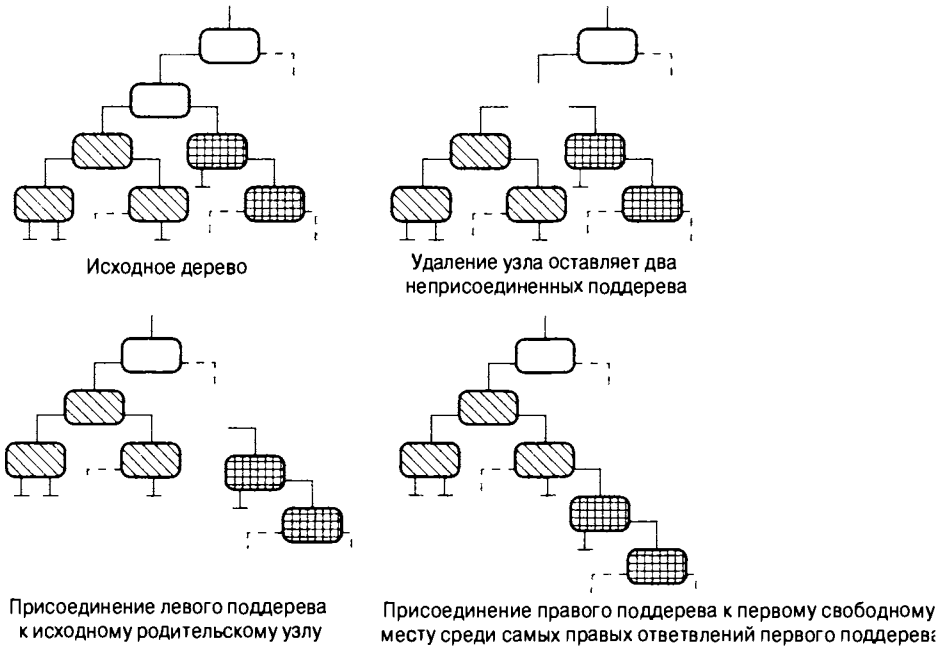 Исходное дерево
Удаление узла оставляет два
неприсоединенных поддерева
Присоединение левого поддерева
к исходному родительскому узлу
Присоединение правого поддерева к первому свободному
месту среди самых правых ответвлений первого поддерева